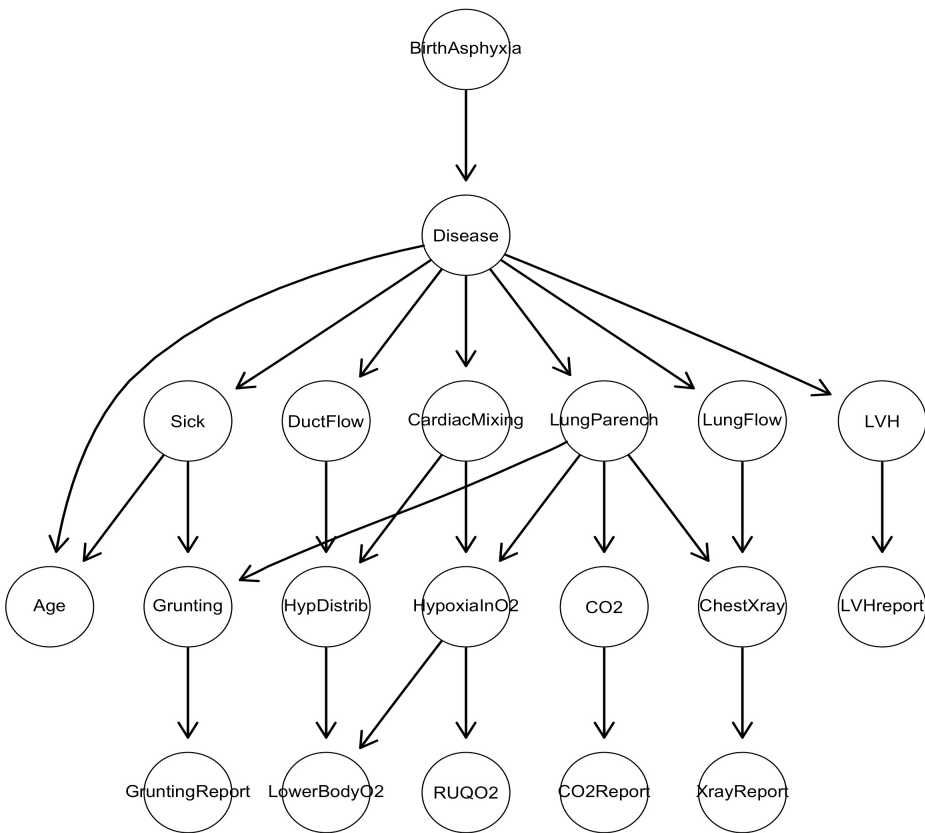 BirthAsphyxia
Disease
Sick
DuctFlow
CardiacMixing
LungParench
LungFlow
LVH
Age
Grunting
HypDistrib
HypoxiaInO2
CO2
ChestXray
LVHreport
GruntingReport
LowerBodyO2
RUQO2
CO2Report
XrayReport